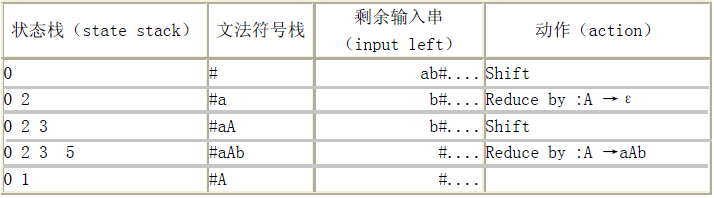 状态栈（state stack） 文法符号栈 剩余输入串（input left） 动作（action）
0 # ab#.... Shift
0 2 #a b#.... Reduce by :A →ε
0 2 3 #aA b#.... Shift
0 2 3 5 #aAb #.... Reduce by :A →aAb
0 1 #A #....